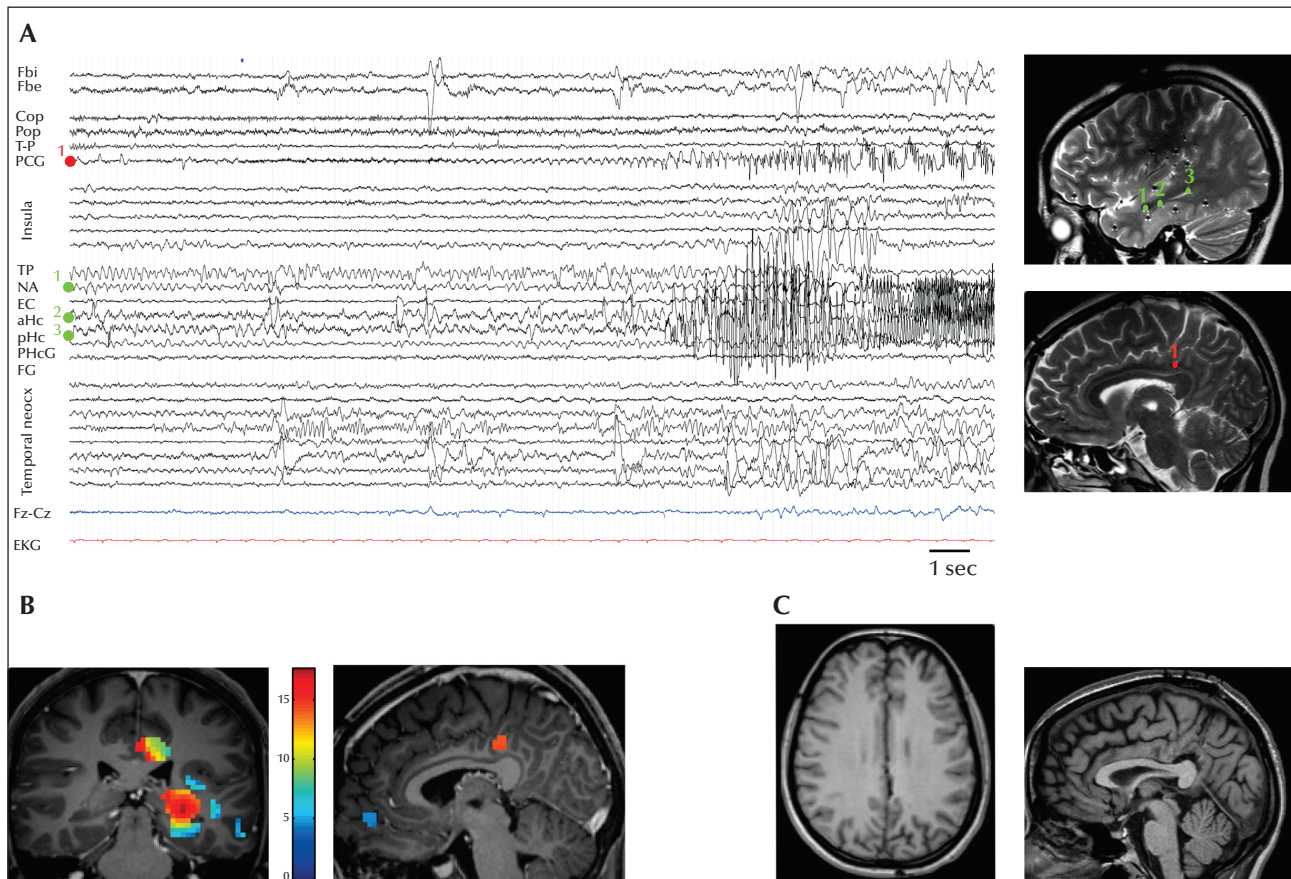 A
Fbi
Fbe
Cop
Pop
T-P
1
PCG
Insula
TP
1
NA
EC
2
aHc
3
pHc
PHcG
FG
Temporal neocx
Fz-Cz
EKG
1 sec
1 2 3
1
B
15
10
5
0
C